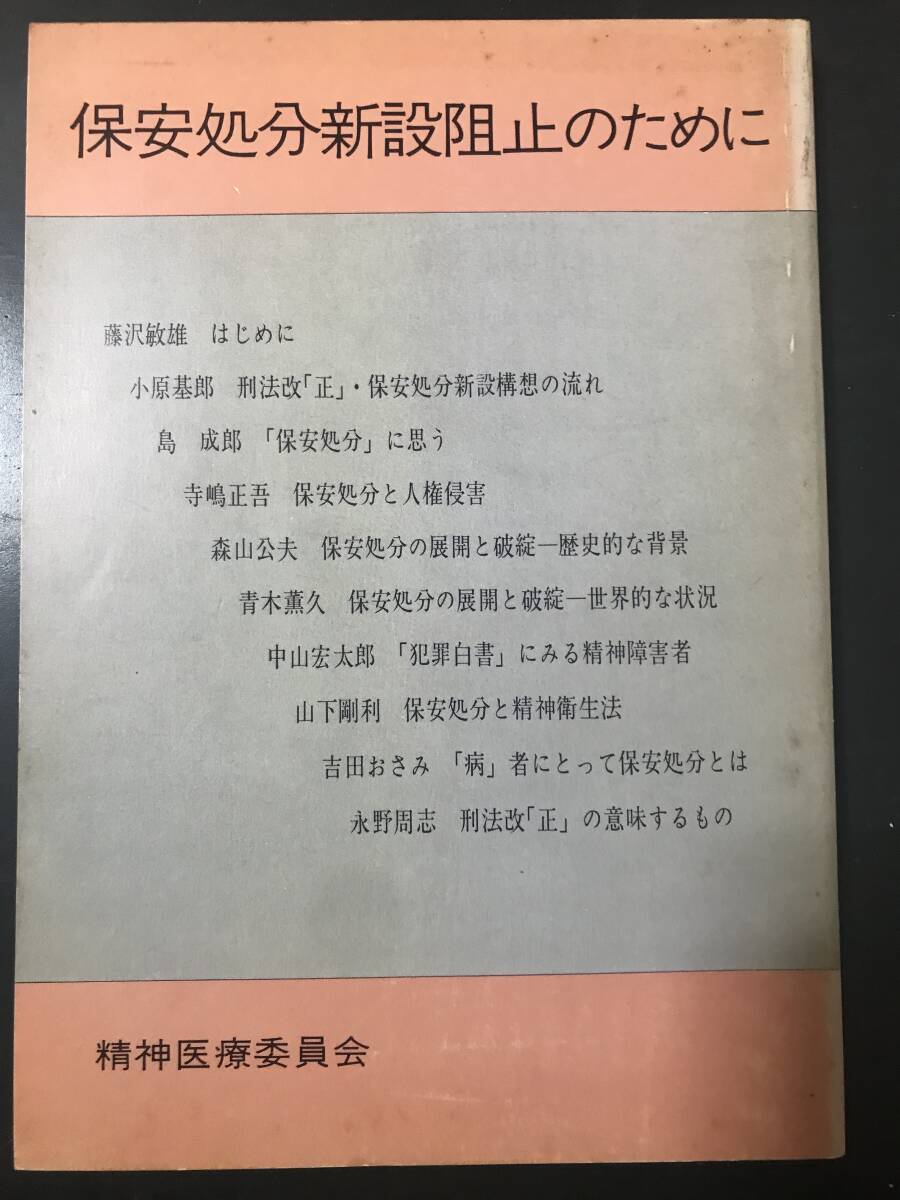 保安処分新設阻止のために
藤沢敏雄　はじめに
小原基郎　刑法改「正」・保安処分新設構想の流れ
島　成郎　「保安処分」に思う
寺嶋正吾　保安処分と人権侵害
森山公夫　保安処分の展開と破綻―歴史的な背景
青木薫久　保安処分の展開と破綻―世界的な状況
中山宏太郎　「犯罪白書」にみる精神障害者
山下剛利　保安処分と精神衛生法
吉田おさみ　「病」者にとって保安処分とは
永野周志　刑法改「正」の意味するもの
精神医療委員会